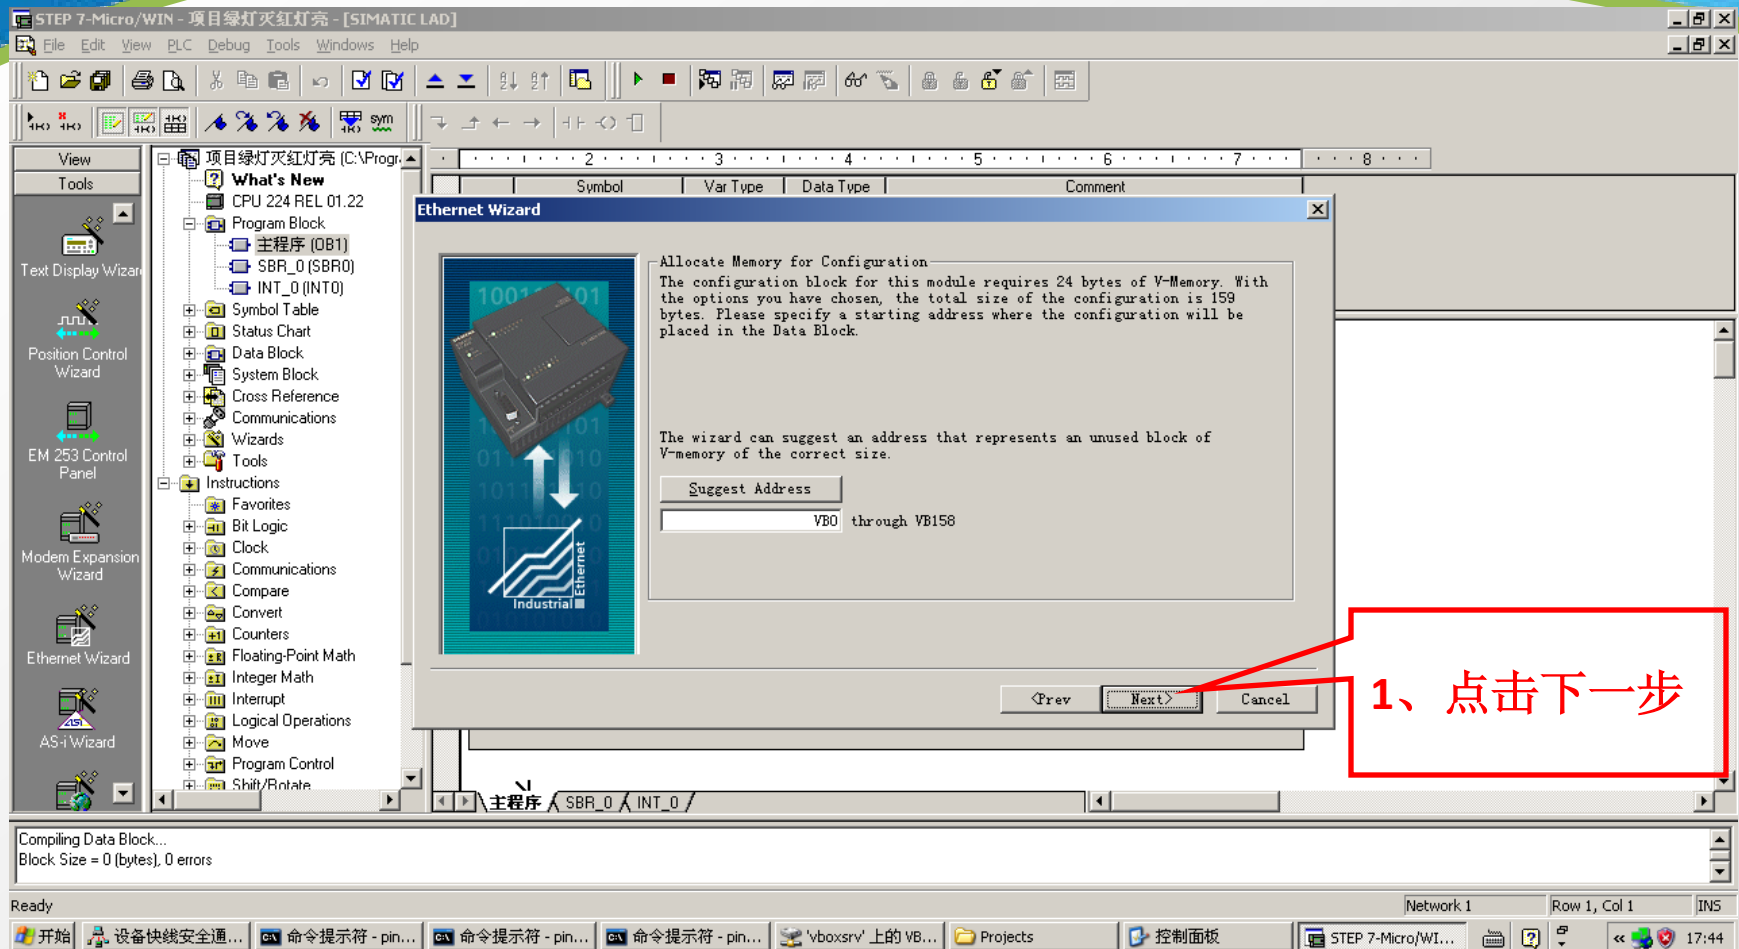 STEP 7-Micro/WIN - 项目绿灯灭红灯亮 - [SIMATIC LAD]
File Edit View PLC Debug Tools Windows Help
View
Tools
Text Display Wizar
Position Control
Wizard
EM 253 Control
Panel
Modem Expansion
Wizard
Ethernet Wizard
AS-i Wizard
项目绿灯灭红灯亮 (C:\Progr
What's New
CPU 224 REL 01.22
Program Block
主程序 (OB1)
SBR_0 (SBR0)
INT_0 (INT0)
Symbol Table
Status Chart
Data Block
System Block
Cross Reference
Communications
Wizards
Tools
Instructions
Favorites
Bit Logic
Clock
Communications
Compare
Convert
Counters
Floating-Point Math
Integer Math
Interrupt
Logical Operations
Move
Program Control
Shift/Rotate
2 3 4 5 6 7 8
Symbol Var Type Data Type Comment
Ethernet Wizard
Allocate Memory for Configuration
The configuration block for this module requires 24 bytes of V-Memory. With
the options you have chosen, the total size of the configuration is 159
bytes. Please specify a starting address where the configuration will be
placed in the Data Block.
The wizard can suggest an address that represents an unused block of
V-memory of the correct size.
Suggest Address
VB0 through VB158
Industrial Ethernet
<Prev Next> Cancel
1、点击下一步
主程序 SBR_0 INT_0
Compiling Data Block...
Block Size = 0 (bytes), 0 errors
Ready
Network 1
Row 1, Col 1
INS
开始 设备快线安全通... 命令提示符 - pin... 命令提示符 - pin... 命令提示符 - pin... 'vboxsrv' 上的 VB... Projects 控制面板 STEP 7-Micro/WI... 17:44